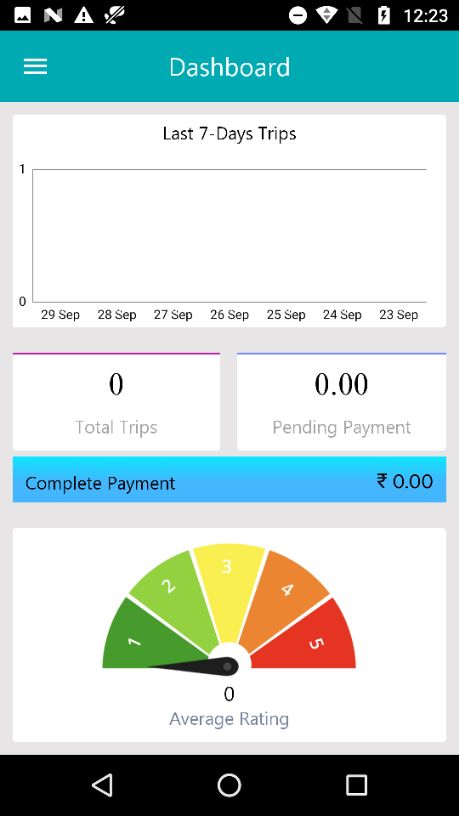 12:23
Dashboard
Last 7-Days Trips
1
0
29 Sep 28 Sep 27 Sep 26 Sep 25 Sep 24 Sep 23 Sep
0 0.00
Total Trips Pending Payment
Complete Payment ₹ 0.00
1 2 3 4 5
0
Average Rating